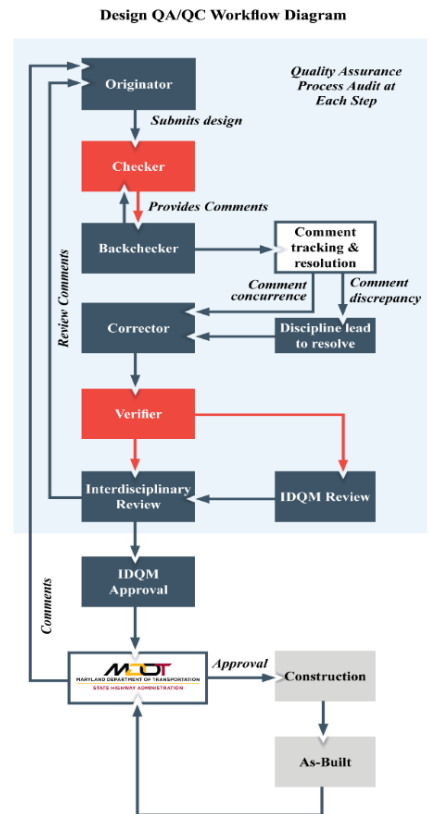 Design QA/QC Workflow Diagram
Quality Assurance
Process Audit at
Each Step
Originator
Submits design
Checker
Provides Comments
Backchecker
Comment
tracking &
resolution
Review Comments
Comment
concurrence
Comment
discrepancy
Corrector
Discipline lead
to resolve
Verifier
Interdisciplinary
Review
IDQM Review
IDQM
Approval
Comments
MDOT
MARYLAND DEPARTMENT OF TRANSPORTATION
STATE HIGHWAY ADMINISTRATION
Approval
Construction
As-Built